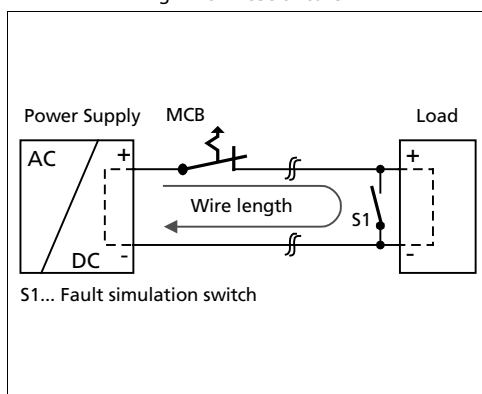 Power Supply
MCB
Load
AC
+
+
Wire length
S1
DC
-
-
S1... Fault simulation switch